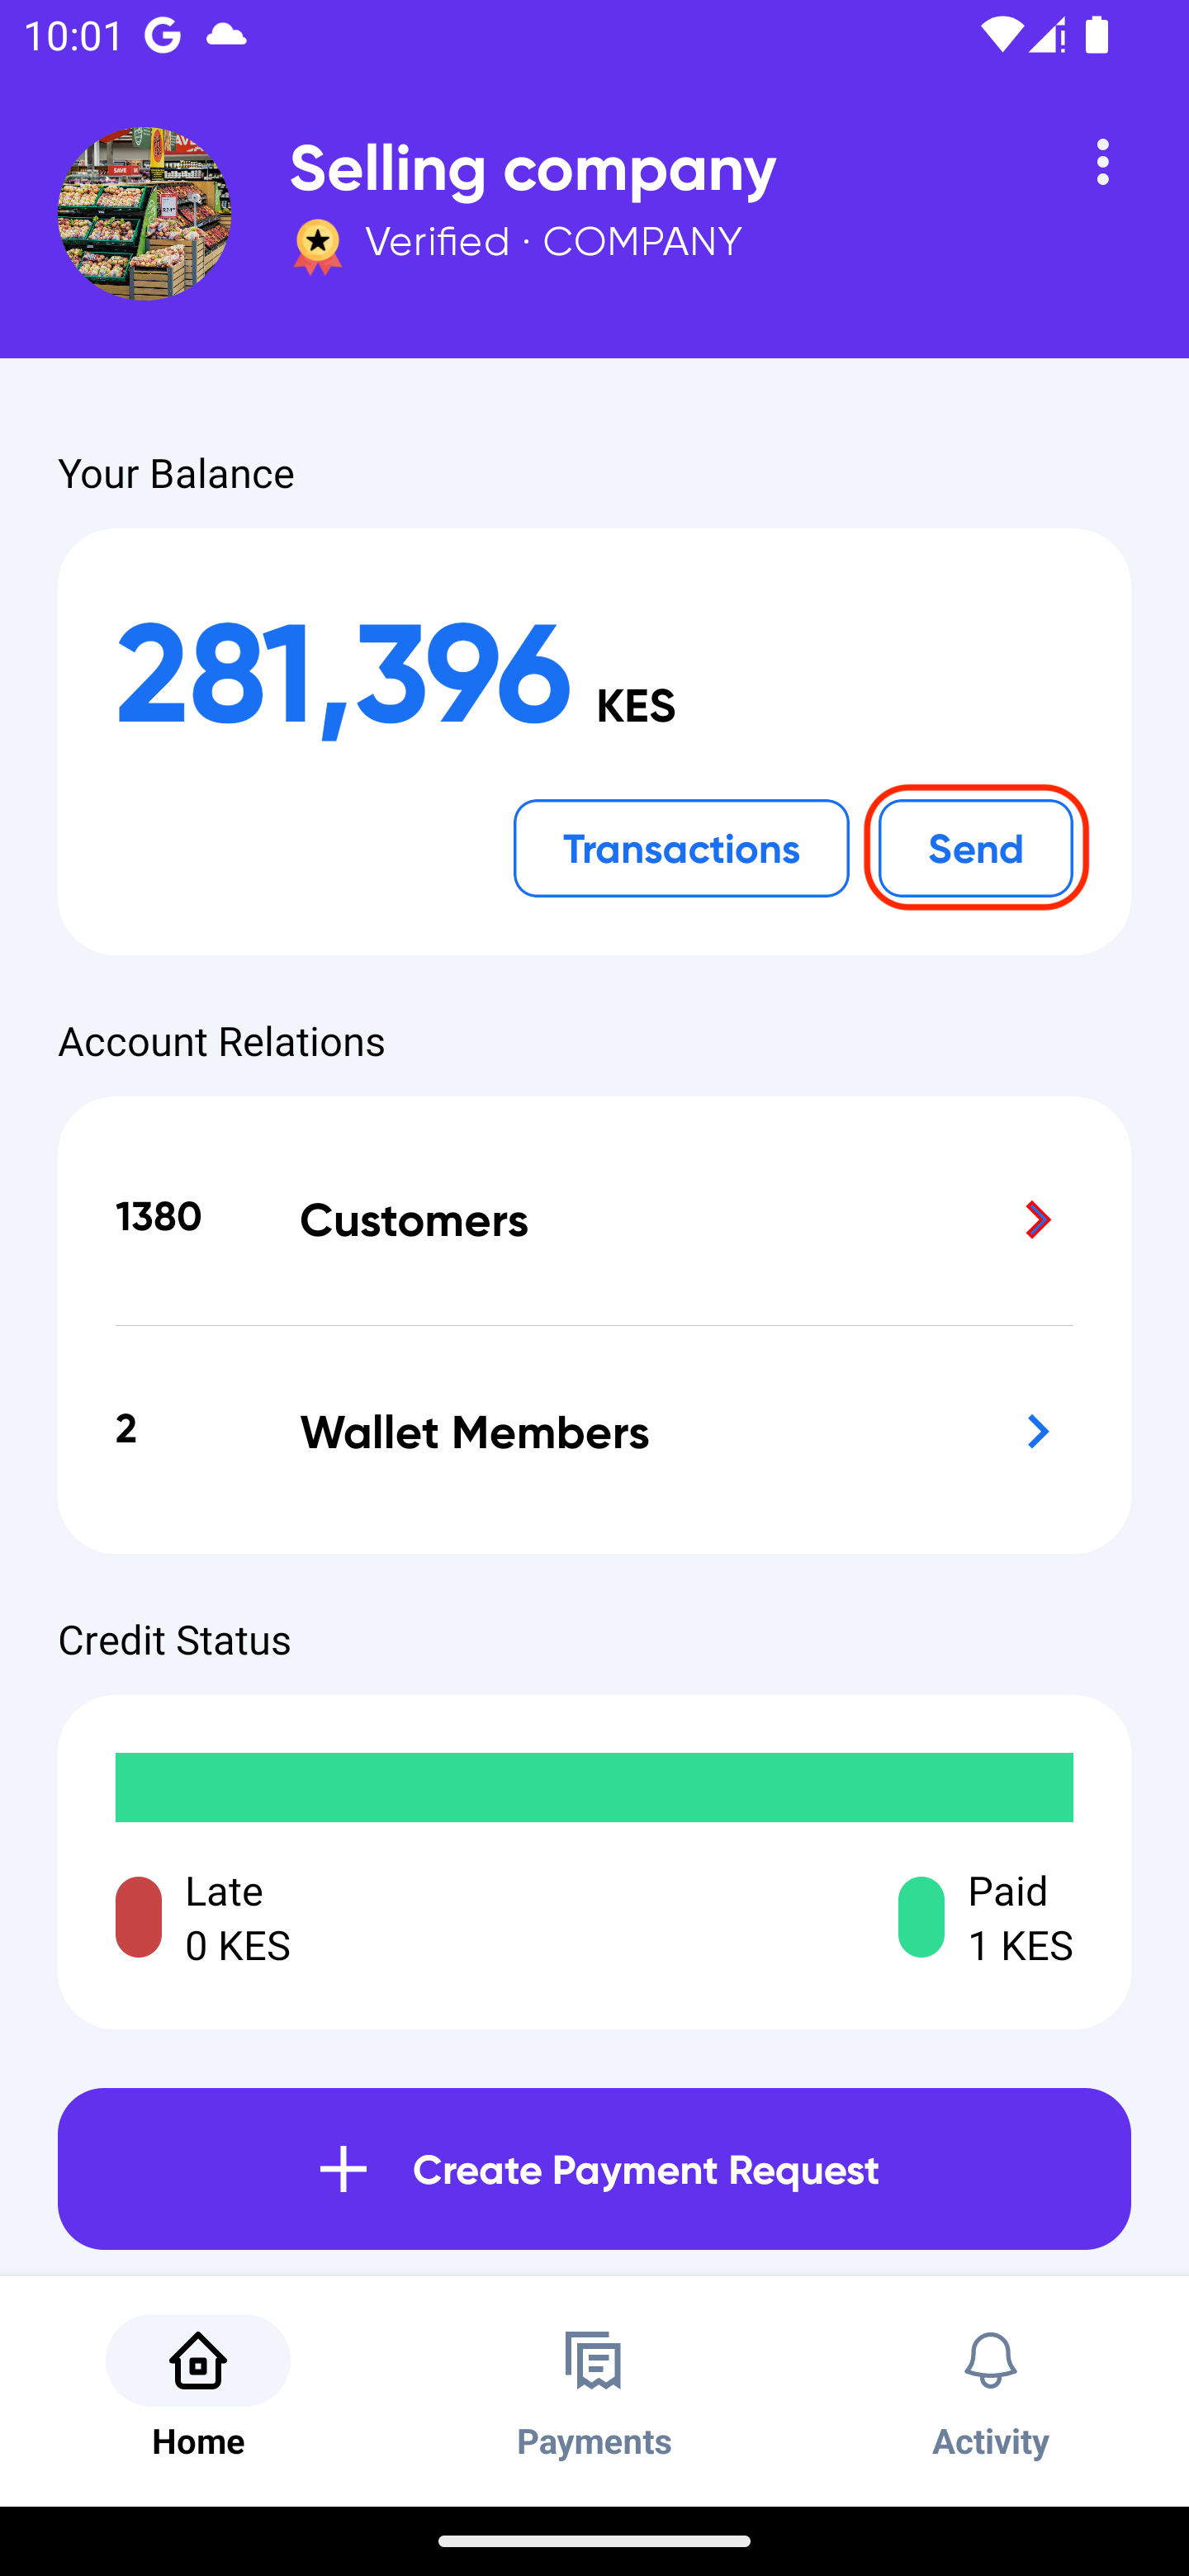 10:01
Selling company
Verified · COMPANY
Your Balance
281,396 KES
Transactions
Send
Account Relations
1380 Customers
2 Wallet Members
Credit Status
Late
0 KES
Paid
1 KES
Create Payment Request
Home
Payments
Activity